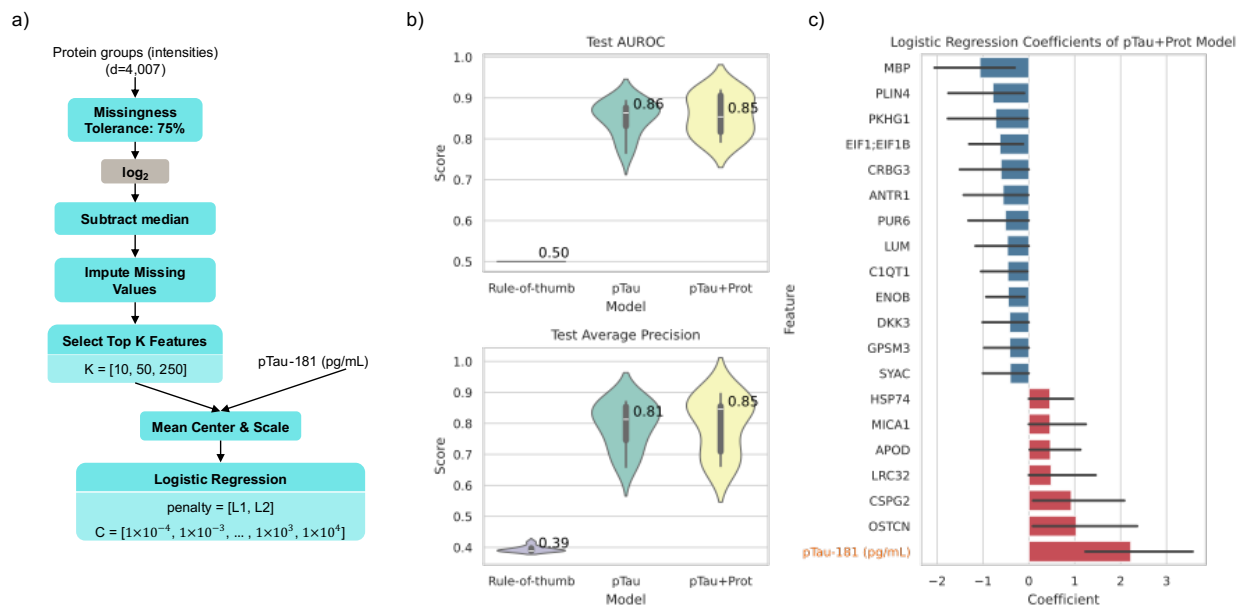 a)
Protein groups (intensities)
(d=4,007)
Missingness
Tolerance: 75%
log2
Subtract median
Impute Missing
Values
Select Top K Features
K = [10, 50, 250]
pTau-181 (pg/mL)
Mean Center & Scale
Logistic Regression
penalty = [L1, L2]
C = [1×10⁻⁴, 1×10⁻³, ... , 1×10³, 1×10⁴]
b)
Test AUROC
1.0
0.9
0.8
0.7
0.6
0.5
Score
0.50
0.86
0.85
Rule-of-thumb pTau pTau+Prot
Model
Test Average Precision
1.0
0.9
0.8
0.7
0.6
0.5
0.4
Score
0.39
0.81
0.85
Rule-of-thumb pTau pTau+Prot
Model
c)
Logistic Regression Coefficients of pTau+Prot Model
Feature
MBP
PLIN4
PKHG1
EIF1;EIF1B
CRBG3
ANTR1
PUR6
LUM
C1QT1
ENOB
DKK3
GPSM3
SYAC
HSP74
MICA1
APOD
LRC32
CSPG2
OSTCN
pTau-181 (pg/mL)
−2 −1 0 1 2 3
Coefficient